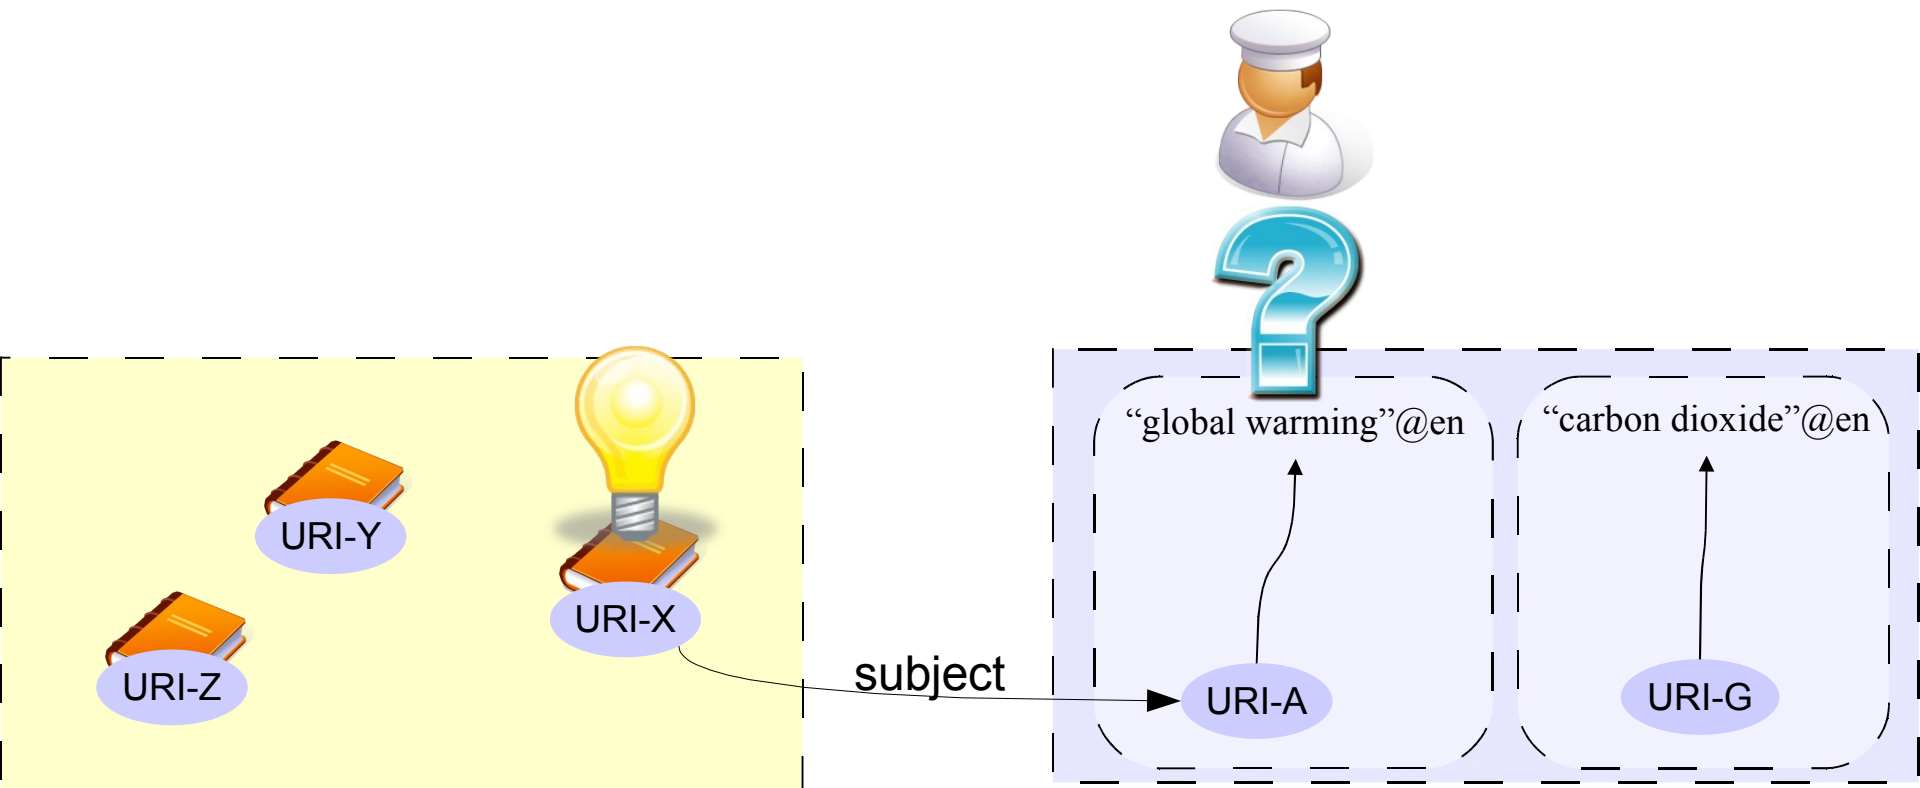 “global warming”@en
“carbon dioxide”@en
URI-Y
URI-X
URI-Z
subject
URI-A
URI-G